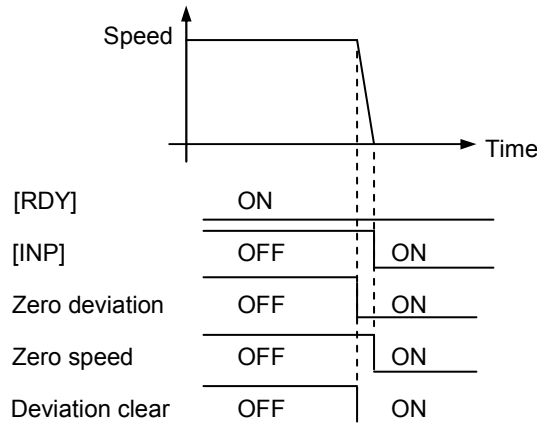 Speed
Time
[RDY] ON
[INP] OFF ON
Zero deviation OFF ON
Zero speed OFF ON
Deviation clear OFF ON